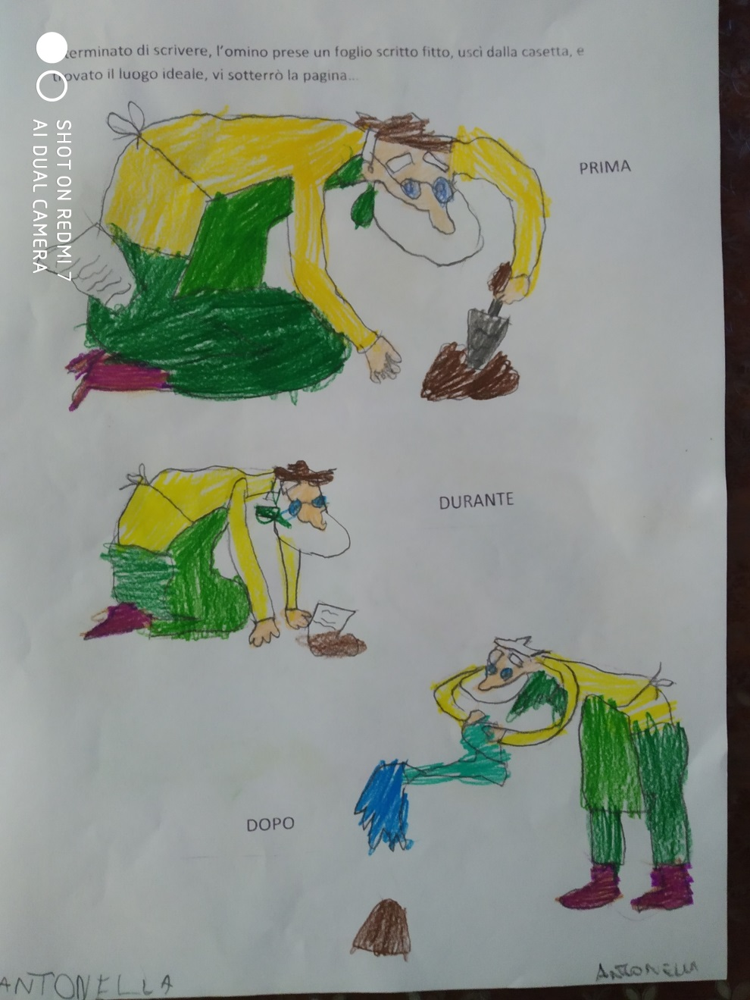 terminato di scrivere, l'omino prese un foglio scritto fitto, uscì dalla casetta, e
trovato il luogo ideale, vi sotterrò la pagina...
PRIMA
DURANTE
DOPO
ANTONELLA
ANTONELLA
SHOT ON REDMI 7
AI DUAL CAMERA